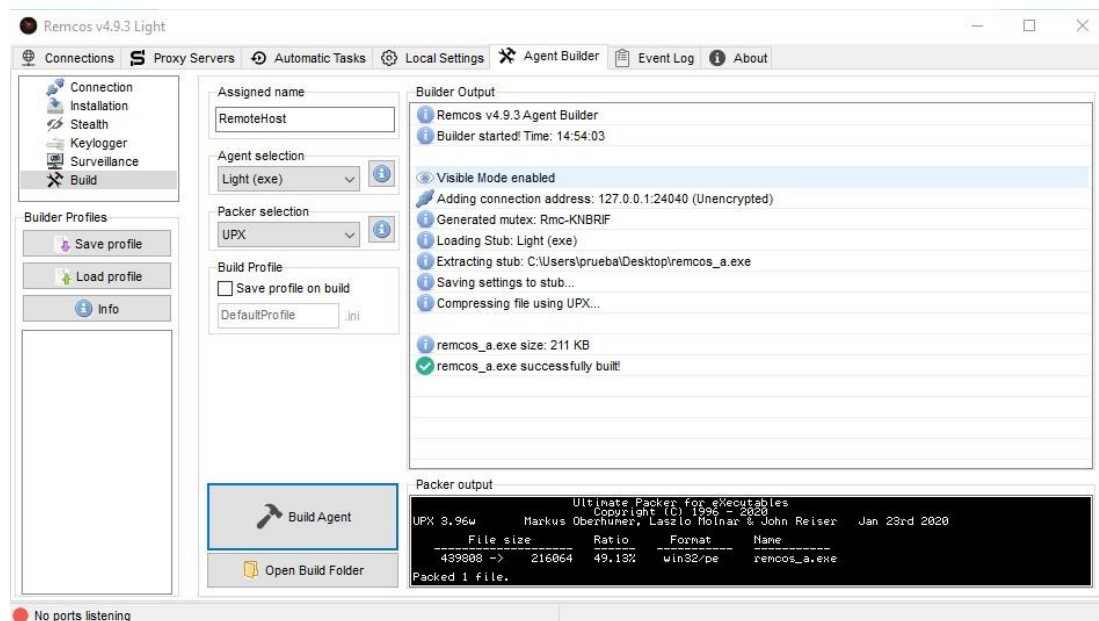 Remcos v4.9.3 Light
Connections Proxy Servers Automatic Tasks Local Settings Agent Builder Event Log About
Connection
Installation
Stealth
Keylogger
Surveillance
Build
Builder Profiles
Save profile
Load profile
Info
Assigned name
RemoteHost
Agent selection
Light (exe)
Packer selection
UPX
Build Profile
Save profile on build
DefaultProfile .ini
Build Agent
Open Build Folder
Builder Output
Remcos v4.9.3 Agent Builder
Builder started! Time: 14:54:03
Visible Mode enabled
Adding connection address: 127.0.0.1:24040 (Unencrypted)
Generated mutex: Rmc-KNBRIF
Loading Stub: Light (exe)
Extracting stub: C:\Users\prueba\Desktop\remcos_a.exe
Saving settings to stub...
Compressing file using UPX...
remcos_a.exe size: 211 KB
remcos_a.exe successfully built!
Packer output
Ultimate Packer for eXecutables
Copyright (C) 1996 - 2020
UPX 3.96w Markus Oberhumer, Laszlo Molnar & John Reiser Jan 23rd 2020
File size Ratio Format Name
439808 -> 216064 49.13% win32/pe remcos_a.exe
Packed 1 file.
No ports listening